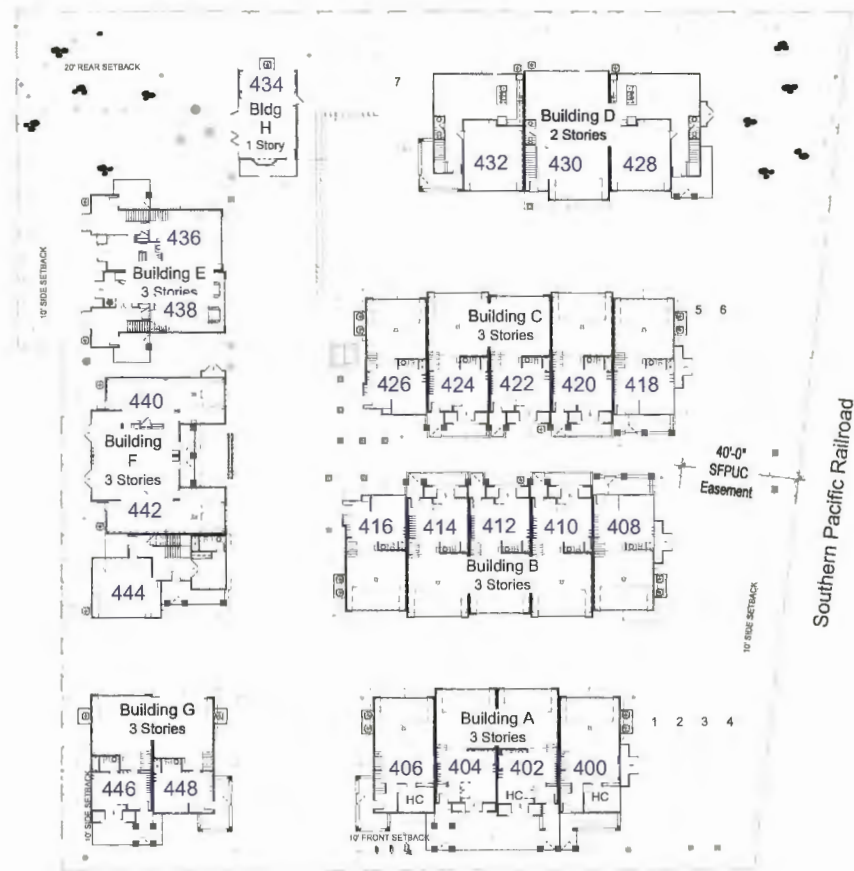 20' REAR SETBACK
434
Bldg
H
1 Story
7
Building D
2 Stories
432
430
428
10' SIDE SETBACK
436
Building E
3 Stories
438
Building C
3 Stories
5
6
426
424
422
420
418
440
Building
F
3 Stories
442
444
40'-0"
SFPUC
Easement
Southern Pacific Railroad
416
414
412
410
408
Building B
3 Stories
10' SIDE SETBACK
Building G
3 Stories
446
448
10' SIDE SETBACK
Building A
3 Stories
1
2
3
4
406
404
402
400
HC
HC
HC
10' FRONT SETBACK